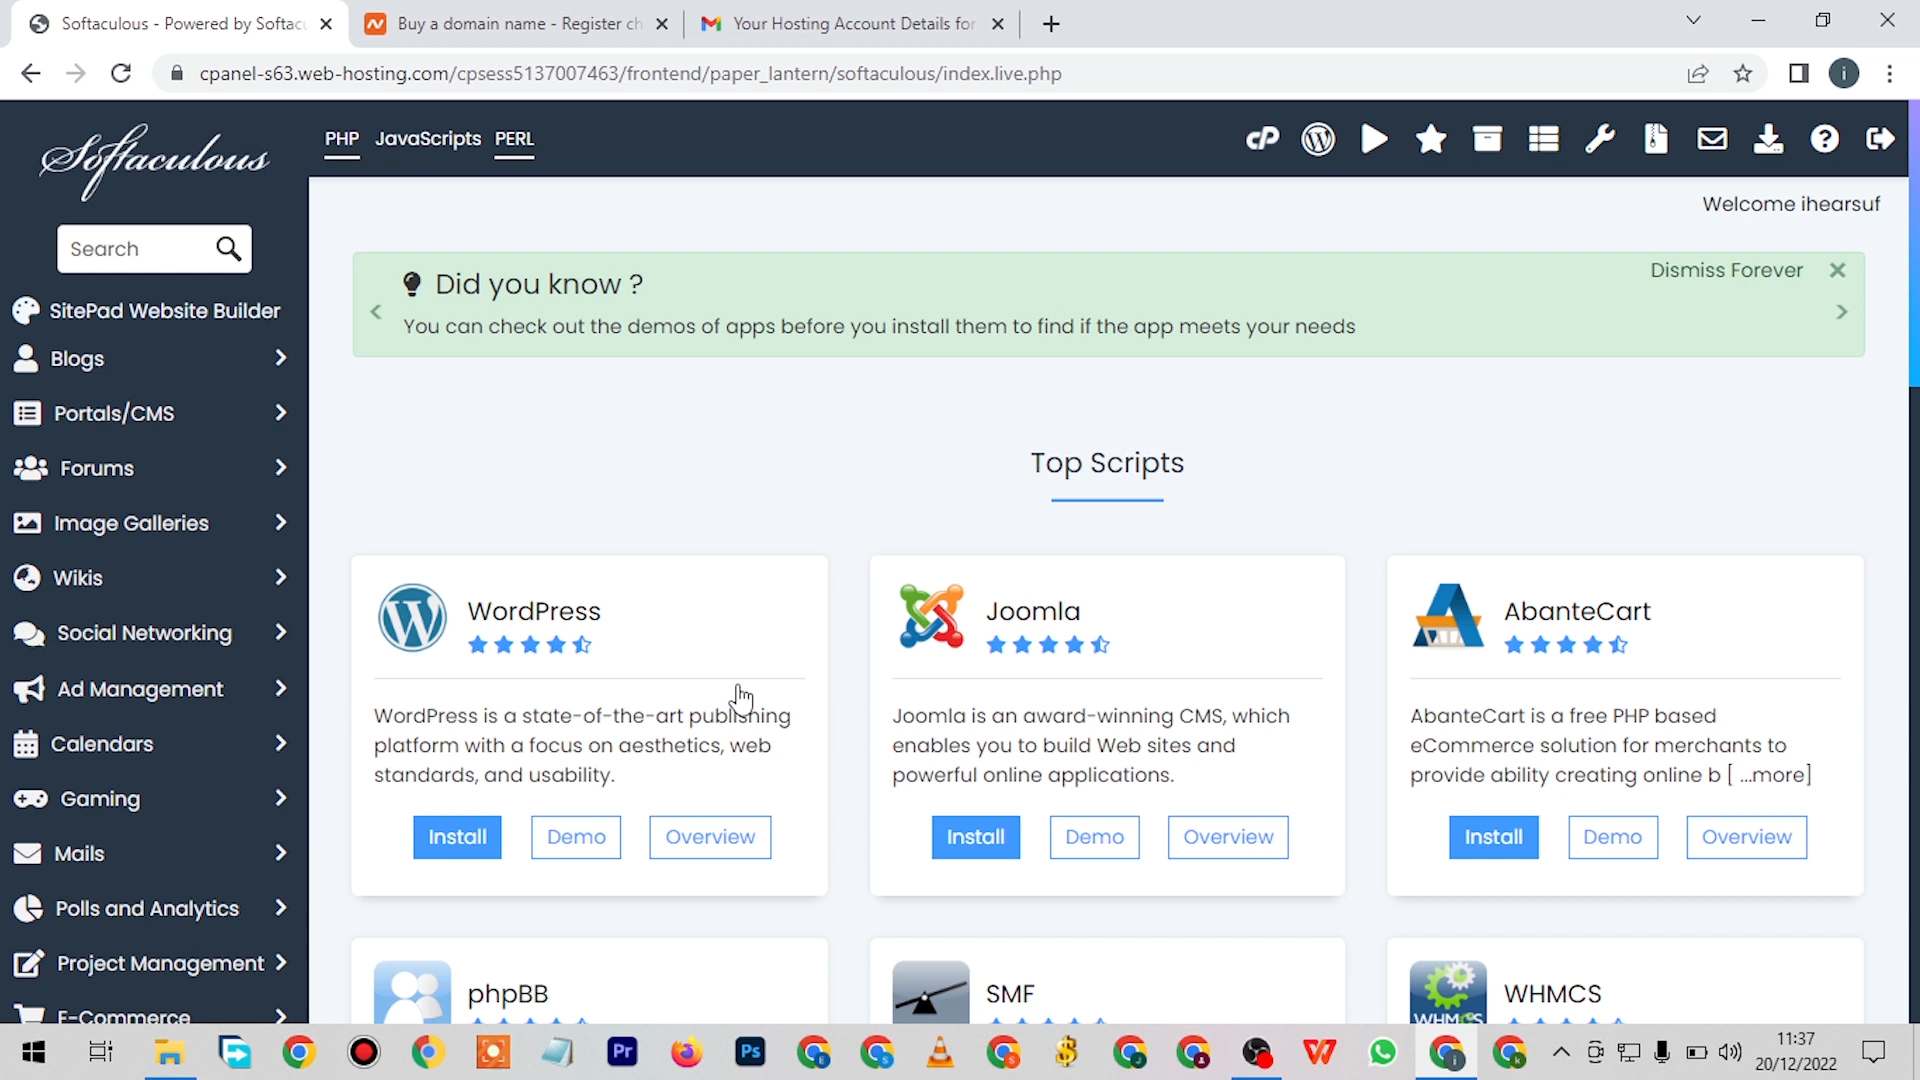 Softaculous - Powered by Softacu
Buy a domain name - Register ch
Your Hosting Account Details for
cpanel-s63.web-hosting.com/cpsess5137007463/frontend/paper_lantern/softaculous/index.live.php
i
Softaculous
PHP JavaScripts PERL
cP
Welcome ihearsuf
Search
Did you know ?
Dismiss Forever
You can check out the demos of apps before you install them to find if the app meets your needs
SitePad Website Builder
Blogs
Portals/CMS
Forums
Image Galleries
Wikis
Social Networking
Ad Management
Calendars
Gaming
Mails
Polls and Analytics
Project Management
E-Commerce
Top Scripts
WordPress
WordPress is a state-of-the-art publishing
platform with a focus on aesthetics, web
standards, and usability.
Install Demo Overview
Joomla
Joomla is an award-winning CMS, which
enables you to build Web sites and
powerful online applications.
Install Demo Overview
AbanteCart
AbanteCart is a free PHP based
eCommerce solution for merchants to
provide ability creating online b [ ...more]
Install Demo Overview
phpBB
SMF
WHMCS
WHMCS
Pr
Ps
11:37
20/12/2022